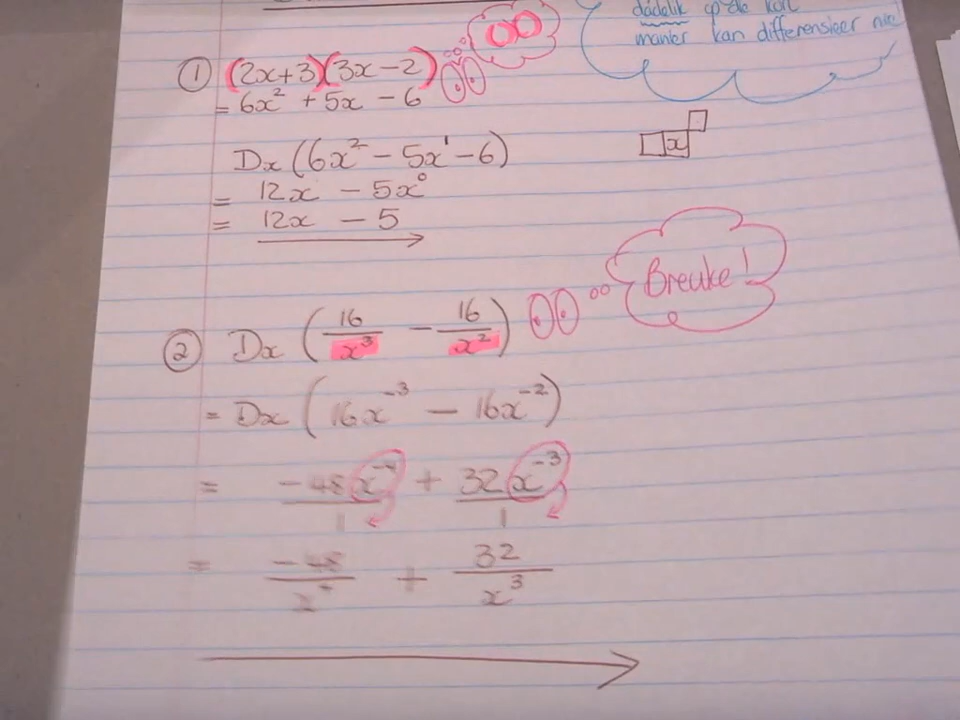 dadelik op de kort
manier kan differensieer nie
① (2x+3)(3x-2)
= 6x² + 5x - 6
x
Dx (6x² - 5x¹ - 6)
= 12x - 5x⁰
= 12x - 5
Breuke!
② Dx (16/x³ - 16/x²)
= Dx (16x⁻³ - 16x⁻²)
= -48x⁻⁴/1 + 32x⁻³/1
= -48/x⁴ + 32/x³